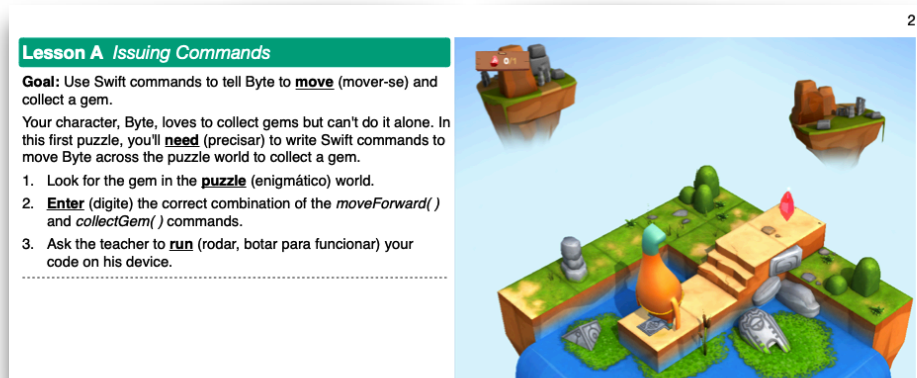 2
Lesson A Issuing Commands
Goal: Use Swift commands to tell Byte to move (mover-se) and
collect a gem.
Your character, Byte, loves to collect gems but can't do it alone. In
this first puzzle, you'll need (precisar) to write Swift commands to
move Byte across the puzzle world to collect a gem.
1. Look for the gem in the puzzle (enigmático) world.
2. Enter (digite) the correct combination of the moveForward( )
and collectGem( ) commands.
3. Ask the teacher to run (rodar, botar para funcionar) your
code on his device.
0/1